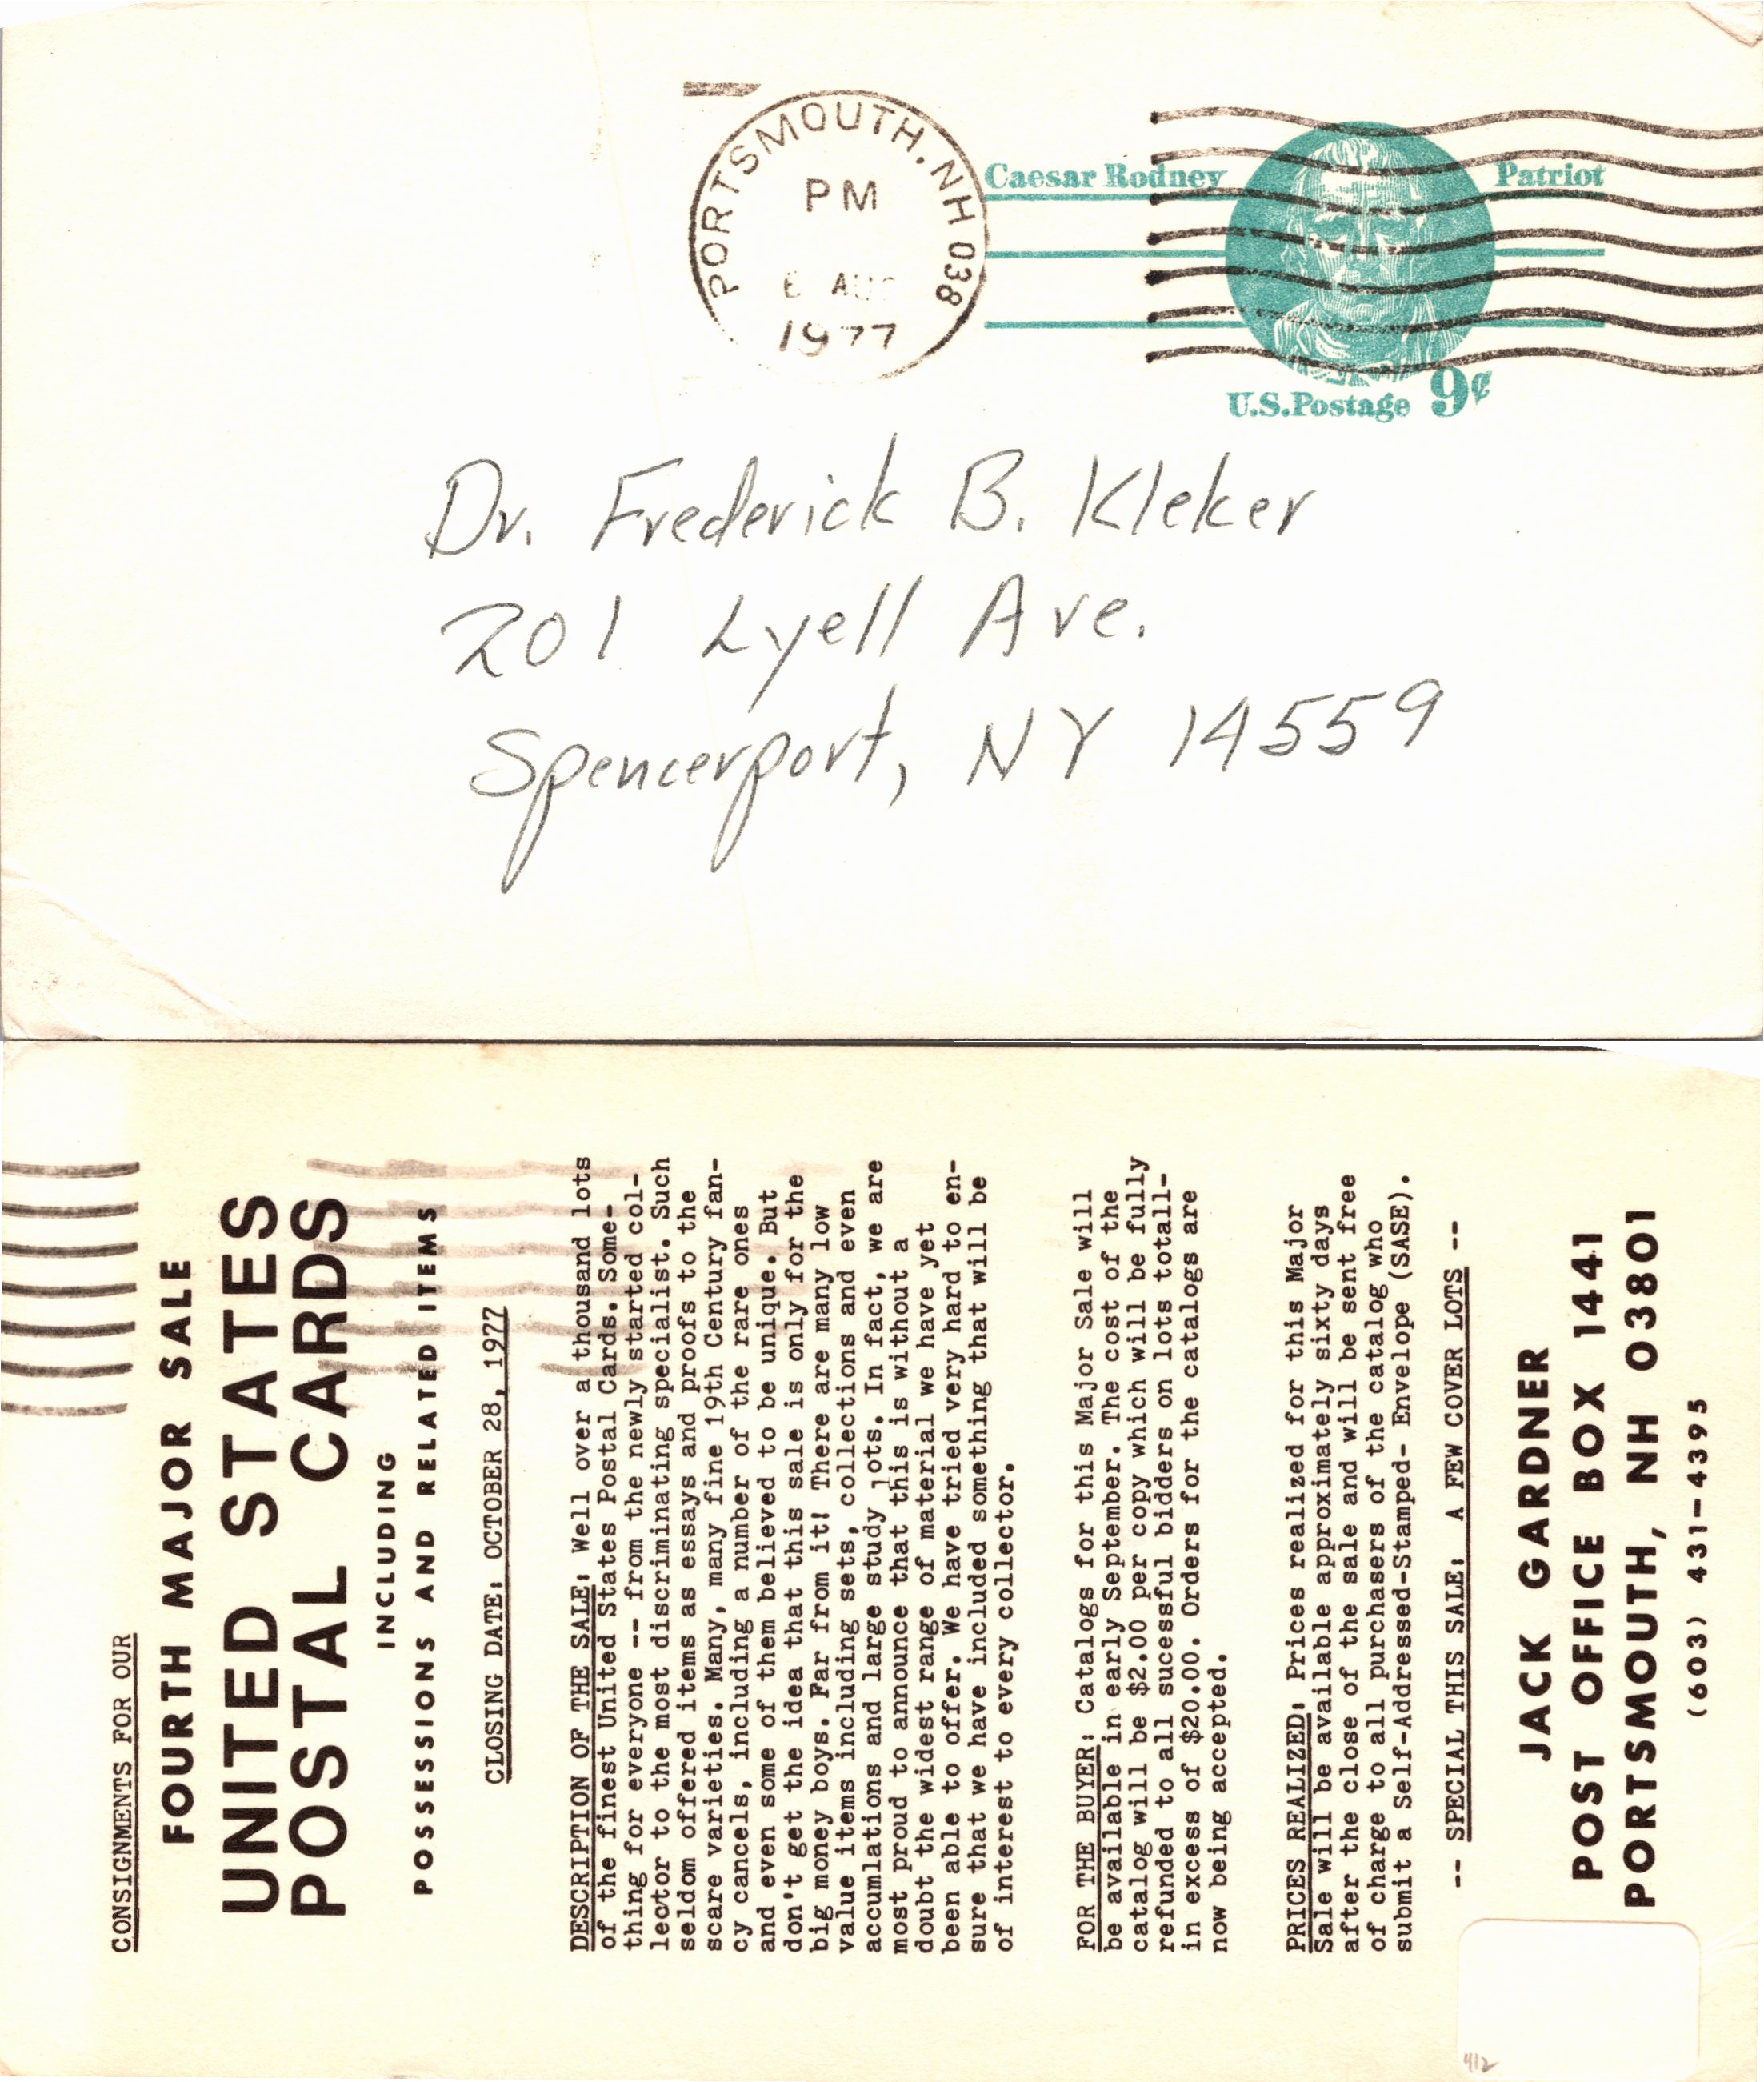 PORTSMOUTH, NH 038
PM
6 AUG
1977
Caesar Rodney
Patriot
U.S.Postage 9¢
Dr. Frederick B. Kleker
201 Lyell Ave.
Spencerport, NY 14559
CONSIGNMENTS FOR OUR
FOURTH MAJOR SALE
UNITED STATES
POSTAL CARDS
INCLUDING
POSSESSIONS AND RELATED ITEMS
CLOSING DATE: OCTOBER 28, 1977
DESCRIPTION OF THE SALE: Well over a thousand lots
of the finest United States Postal Cards. Some-
thing for everyone -- from the newly started col-
lector to the most discriminating specialist. Such
seldom offered items as essays and proofs to the
scare varieties. Many, many fine 19th Century fan-
cy cancels, including a number of the rare ones
and even some of them believed to be unique. But
don't get the idea that this sale is only for the
big money boys. Far from it! There are many low
value items including sets, collections and even
accumlations and large study lots. In fact, we are
most proud to announce that this is without a
doubt the widest range of material we have yet
been able to offer. We have tried very hard to en-
sure that we have included something that will be
of interest to every collector.
FOR THE BUYER: Catalogs for this Major Sale will
be available in early September. The cost of the
catalog will be $2.00 per copy which will be fully
refunded to all sucessful bidders on lots totall-
in excess of $20.00. Orders for the catalogs are
now being accepted.
PRICES REALIZED: Prices realized for this Major
Sale will be available approximately sixty days
after the close of the sale and will be sent free
of charge to all purchasers of the catalog who
submit a Self-Addressed-Stamped- Envelope (SASE).
-- SPECIAL THIS SALE: A FEW COVER LOTS --
JACK GARDNER
POST OFFICE BOX 1441
PORTSMOUTH, NH 03801
(603) 431-4395
412